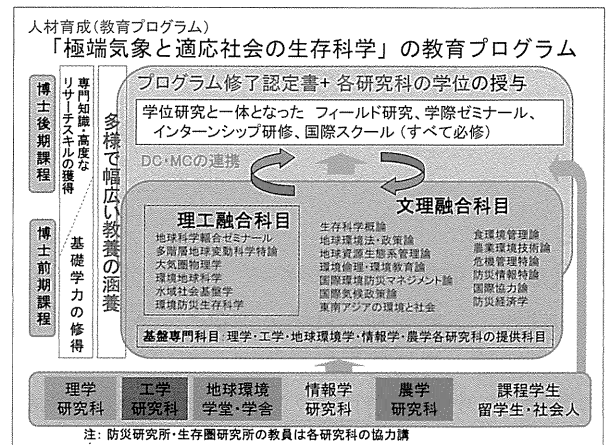 人材育成(教育プログラム)
「極端気象と適応社会の生存科学」の教育プログラム
博士後期課程
博士前期課程
専門知識・高度な
リサーチスキルの獲得
基礎学力の修得
多様で幅広い教養の涵養
プログラム修了認定書+ 各研究科の学位の授与
学位研究と一体となった フィールド研究、学際ゼミナール、
インターンシップ研修、国際スクール (すべて必修)
DC・MCの連携
理工融合科目
地球科学輻合ゼミナール
多階層地球変動科学特論
大気圏物理学
環境地球科学
水域社会基盤学
環境防災生存科学
文理融合科目
生存科学概論
地球環境法・政策論
地球資源生態系管理論
環境倫理・環境教育論
国際環境防災マネジメント論
国際気候政策論
東南アジアの環境と社会
食環境管理論
農業環境技術論
危機管理特論
防災情報特論
国際協力論
防災経済学
基盤専門科目:理学・工学・地球環境学・情報学・農学各研究科の提供科目
理学
研究科
工学
研究科
地球環境
学堂・学舎
情報学
研究科
農学
研究科
課程学生
留学生・社会人
注: 防災研究所・生存圏研究所の教員は各研究科の協力講